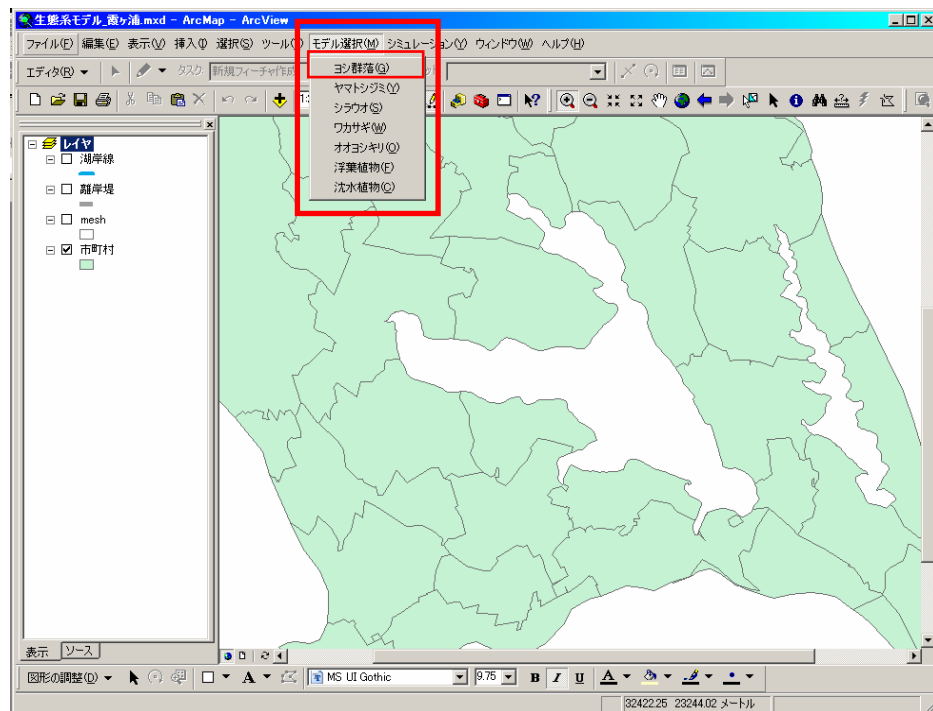 生態系モデル_霞ヶ浦.mxd - ArcMap - ArcView
ファイル(F) 編集(E) 表示(V) 挿入(I) 選択(S) ツール(T) モデル選択(M) シミュレーション(Y) ウィンドウ(W) ヘルプ(H)
エディタ(R) タスク: 新規フィーチャ作成
ヨシ群落(G)
ヤマトシジミ(Y)
シラウオ(S)
ワカサギ(W)
オオヨシキリ(O)
浮葉植物(F)
沈水植物(C)
レイヤ
湖岸線
離岸堤
mesh
市町村
表示 ソース
図形の調整(D) A MS UI Gothic 9.75 B I U A
32422.25 23244.02 メートル